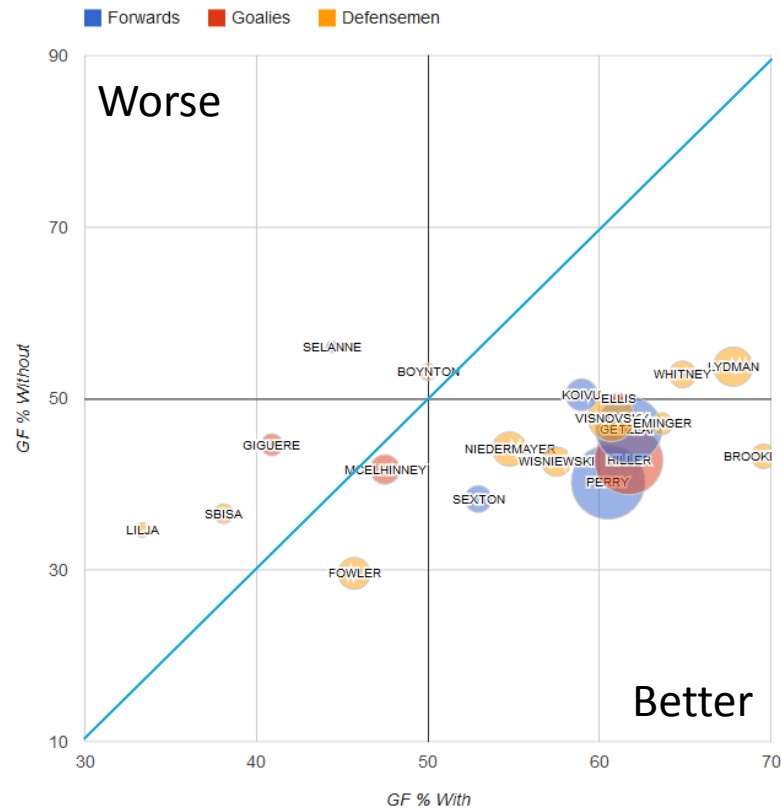 Forwards Goalies Defensemen
90
Worse
70
SELANNE
BOYNTON
LYDMAN
WHITNEY
50
KOIVU ELLIS
VISNOVSKY
EMINGER
GIGUERE
NIEDERMAYER
BROOK
MCELHINNEY
WISNIEWSKI HILLER
PERRY
SEXTON
SBISA
LILJA
30
FOWLER
Better
10
30 40 50 60 70
GF % With
GF % Without